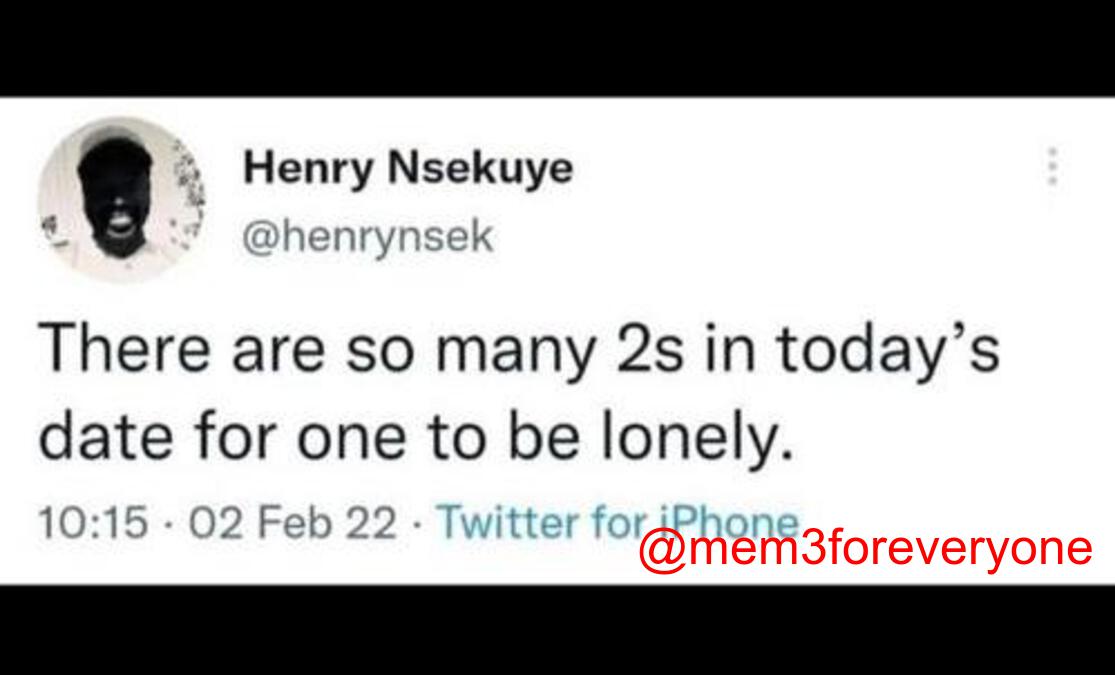 Henry Nsekuye
@henrynsek
There are so many 2s in today’s
date for one to be lonely.
10:15 · 02 Feb 22 · Twitter for iPhone
@mem3foreveryone